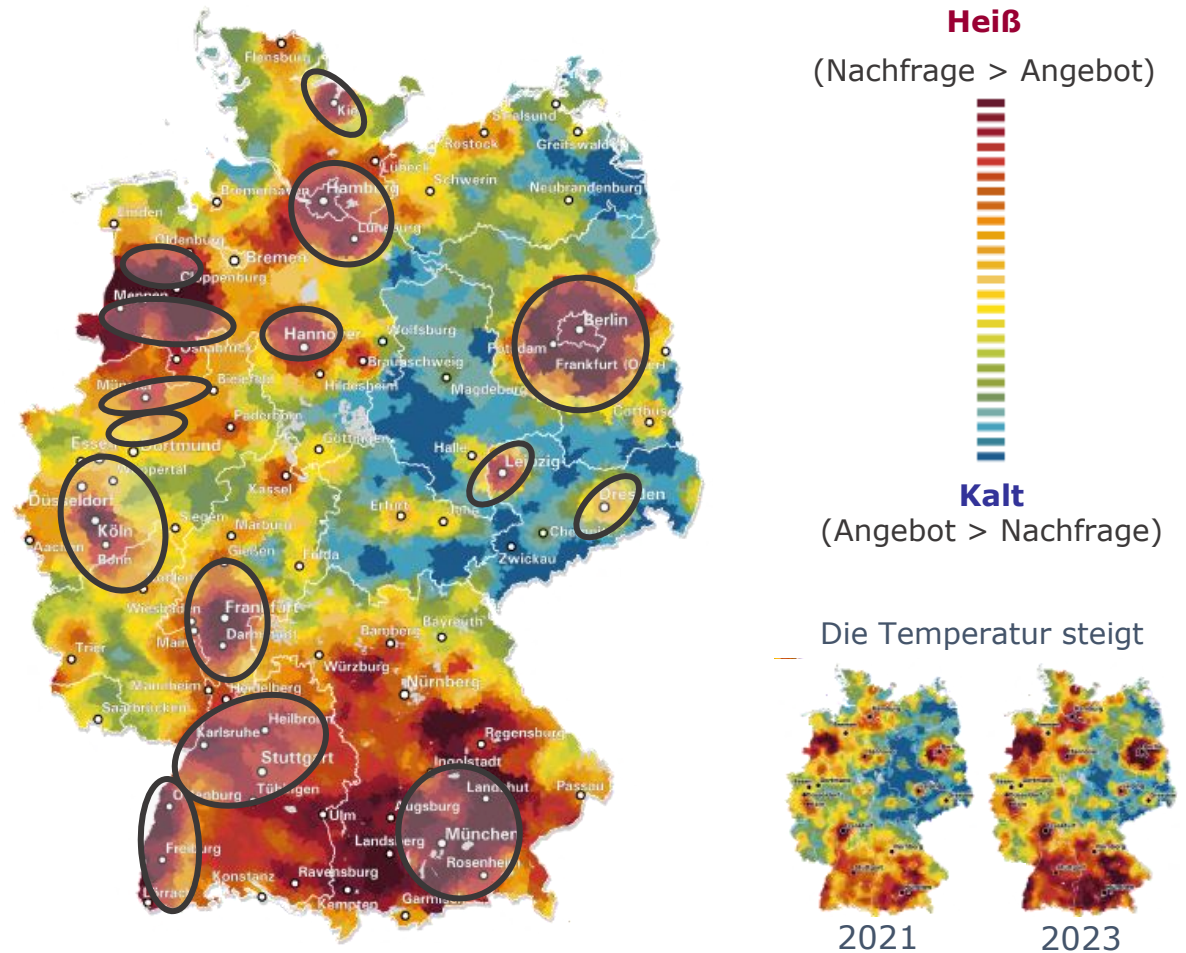 Heiß
(Nachfrage > Angebot)
Kalt
(Angebot > Nachfrage)
Die Temperatur steigt
2021
2023
Flensburg
Kiel
Stralsund
Rostock
Greifswald
Lübeck
Hamburg
Schwerin
Neubrandenburg
Bremerhaven
Emden
Lüneburg
Oldenburg
Bremen
Cloppenburg
Meppen
Berlin
Hannover
Wolfsburg
Potsdam
Osnabrück
Braunschweig
Frankfurt (Oder)
Münster
Bielefeld
Hildesheim
Magdeburg
Paderborn
Cottbus
Essen
Dortmund
Göttingen
Halle
Leipzig
Wuppertal
Kassel
Düsseldorf
Dresden
Erfurt
Jena
Köln
Siegen
Marburg
Chemnitz
Aachen
Bonn
Gießen
Fulda
Zwickau
Wiesbaden
Frankfurt
Bayreuth
Mainz
Darmstadt
Bamberg
Trier
Würzburg
Mannheim
Heidelberg
Nürnberg
Saarbrücken
Heilbronn
Karlsruhe
Regensburg
Stuttgart
Ingolstadt
Tübingen
Landshut
Passau
Offenburg
Augsburg
Ulm
München
Landsberg
Freiburg
Rosenheim
Ravensburg
Konstanz
Lörrach
Kempten